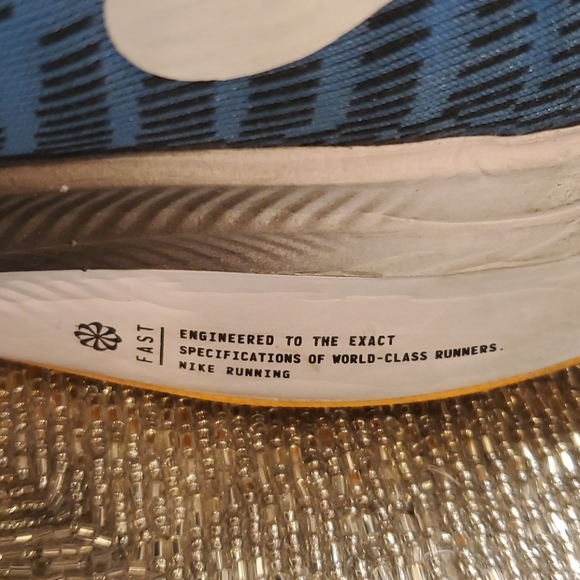 FAST
ENGINEERED TO THE EXACT
SPECIFICATIONS OF WORLD-CLASS RUNNERS.
NIKE RUNNING